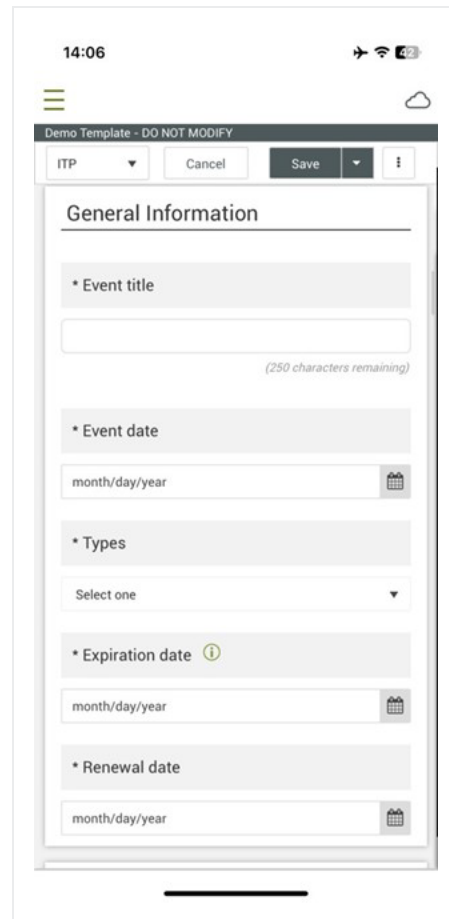 14:06
42
Demo Template - DO NOT MODIFY
ITP Cancel Save
General Information
* Event title
(250 characters remaining)
* Event date
month/day/year
* Types
Select one
* Expiration date
month/day/year
* Renewal date
month/day/year